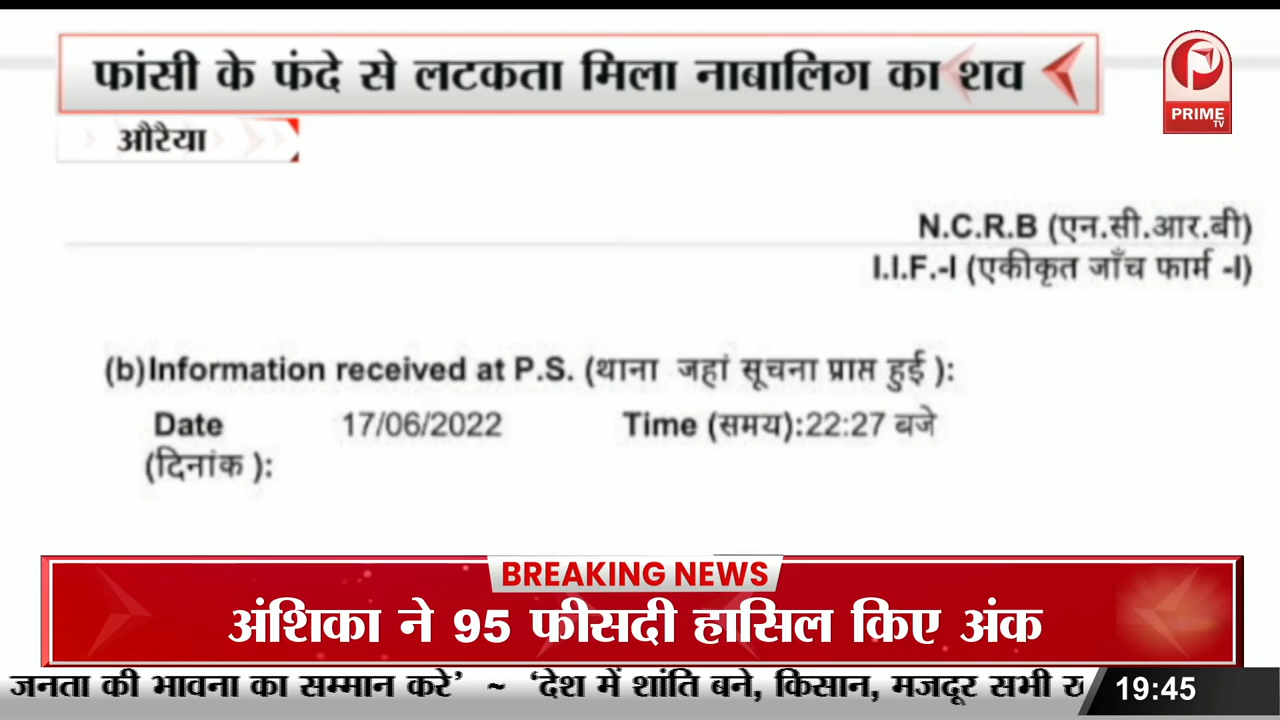 फांसी के फंदे से लटकता मिला नाबालिग का शव
औरैया
PRIME
TV
N.C.R.B (एन.सी.आर.बी)
I.I.F.-I (एकीकृत जाँच फार्म -I)
(b) Information received at P.S. (थाना जहां सूचना प्राप्त हुई ):
Date 17/06/2022 Time (समय):22:27 बजे
(दिनांक ):
BREAKING NEWS
अंशिका ने 95 फीसदी हासिल किए अंक
जनता की भावना का सम्मान करे’ ~ ‘देश में शांति बने, किसान, मजदूर सभी
19:45